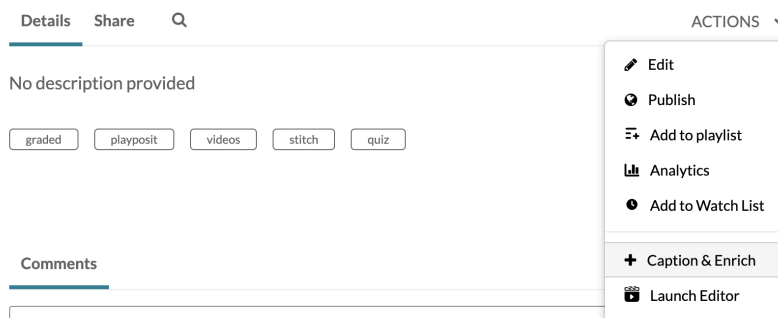 Details Share
ACTIONS
Edit
No description provided
Publish
graded playposit videos stitch quiz
Add to playlist
Analytics
Add to Watch List
Comments
Caption & Enrich
Launch Editor